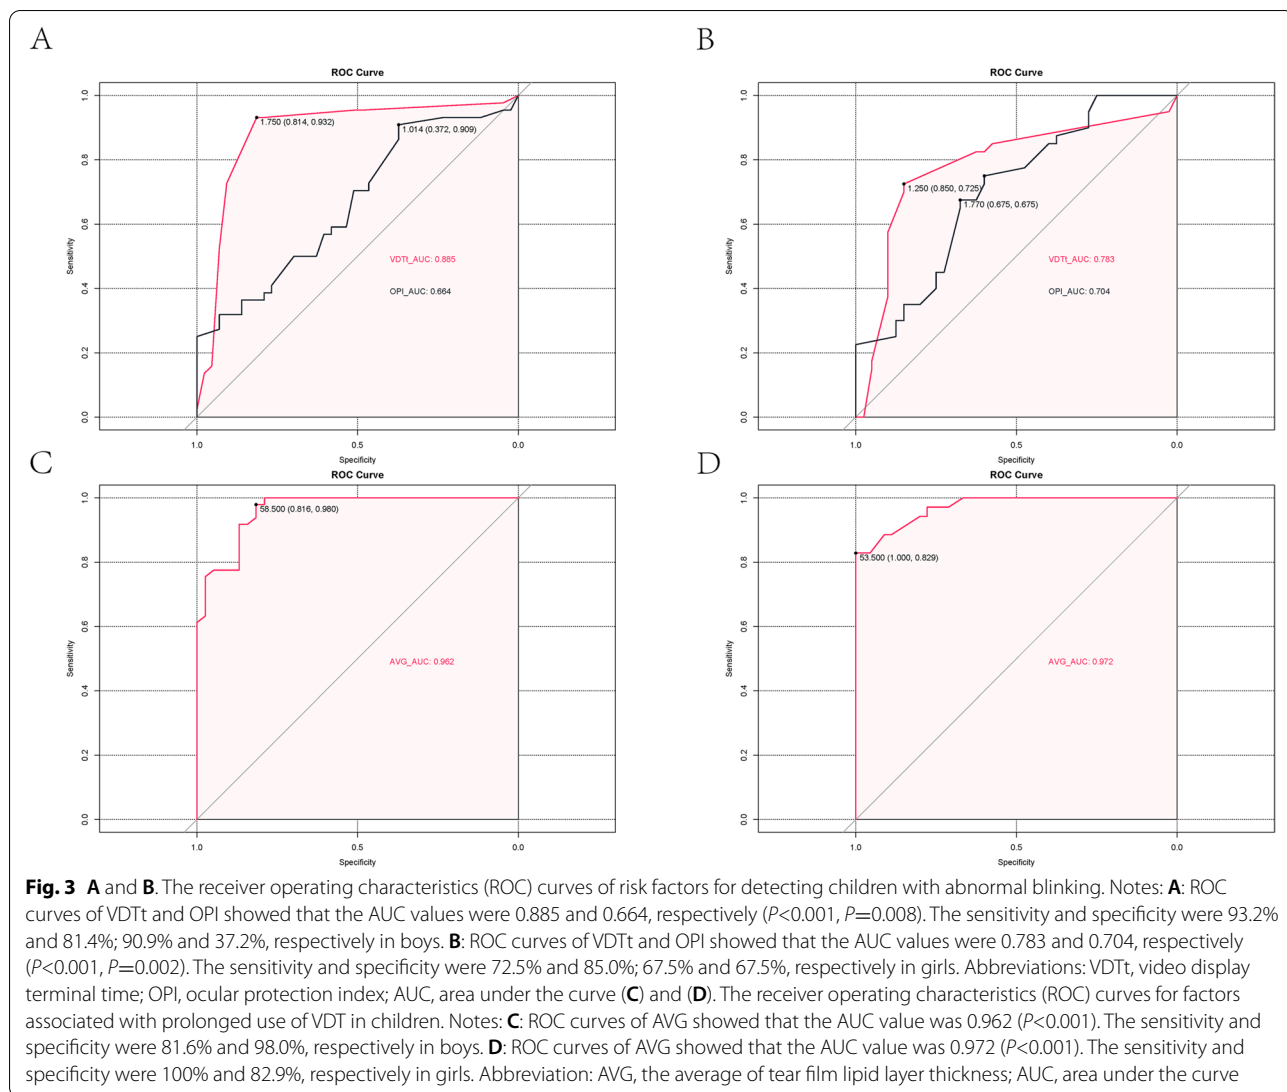 A
ROC Curve
1.0
0.8
0.6
0.4
0.2
0.0
Sensitivity
1.750 (0.814, 0.932)
1.014 (0.372, 0.909)
VDTt_AUC: 0.885
OPI_AUC: 0.664
1.0 0.5 0.0
Specificity
B
ROC Curve
1.0
0.8
0.6
0.4
0.2
0.0
Sensitivity
1.250 (0.850, 0.725)
1.770 (0.675, 0.675)
VDTt_AUC: 0.783
OPI_AUC: 0.704
1.0 0.5 0.0
Specificity
C
ROC Curve
1.0
0.8
0.6
0.4
0.2
0.0
Sensitivity
58.500 (0.816, 0.980)
AVG_AUC: 0.962
1.0 0.5 0.0
Specificity
D
ROC Curve
1.0
0.8
0.6
0.4
0.2
0.0
Sensitivity
53.500 (1.000, 0.829)
AVG_AUC: 0.972
1.0 0.5 0.0
Specificity
Fig. 3 A and B. The receiver operating characteristics (ROC) curves of risk factors for detecting children with abnormal blinking. Notes: A: ROC
curves of VDTt and OPI showed that the AUC values were 0.885 and 0.664, respectively (P<0.001, P=0.008). The sensitivity and specificity were 93.2%
and 81.4%; 90.9% and 37.2%, respectively in boys. B: ROC curves of VDTt and OPI showed that the AUC values were 0.783 and 0.704, respectively
(P<0.001, P=0.002). The sensitivity and specificity were 72.5% and 85.0%; 67.5% and 67.5%, respectively in girls. Abbreviations: VDTt, video display
terminal time; OPI, ocular protection index; AUC, area under the curve (C) and (D). The receiver operating characteristics (ROC) curves for factors
associated with prolonged use of VDT in children. Notes: C: ROC curves of AVG showed that the AUC value was 0.962 (P<0.001). The sensitivity and
specificity were 81.6% and 98.0%, respectively in boys. D: ROC curves of AVG showed that the AUC value was 0.972 (P<0.001). The sensitivity and
specificity were 100% and 82.9%, respectively in girls. Abbreviation: AVG, the average of tear film lipid layer thickness; AUC, area under the curve